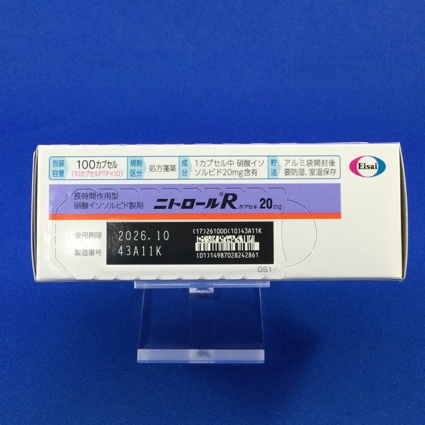 包装容量 100カプセル (10カプセルPTP×10) 規制区分 処方箋薬 成分 1カプセル中 硝酸イソソルビド20mg含有 貯法 アルミ袋開封後要防湿、室温保存 Eisai
長時間作用型
硝酸イソソルビド製剤
ニトロールRカプセル 20mg
使用期限 2026.10
製造番号 43A11K
(17)261000(10)43A11K
(01)14987028242861
GS1